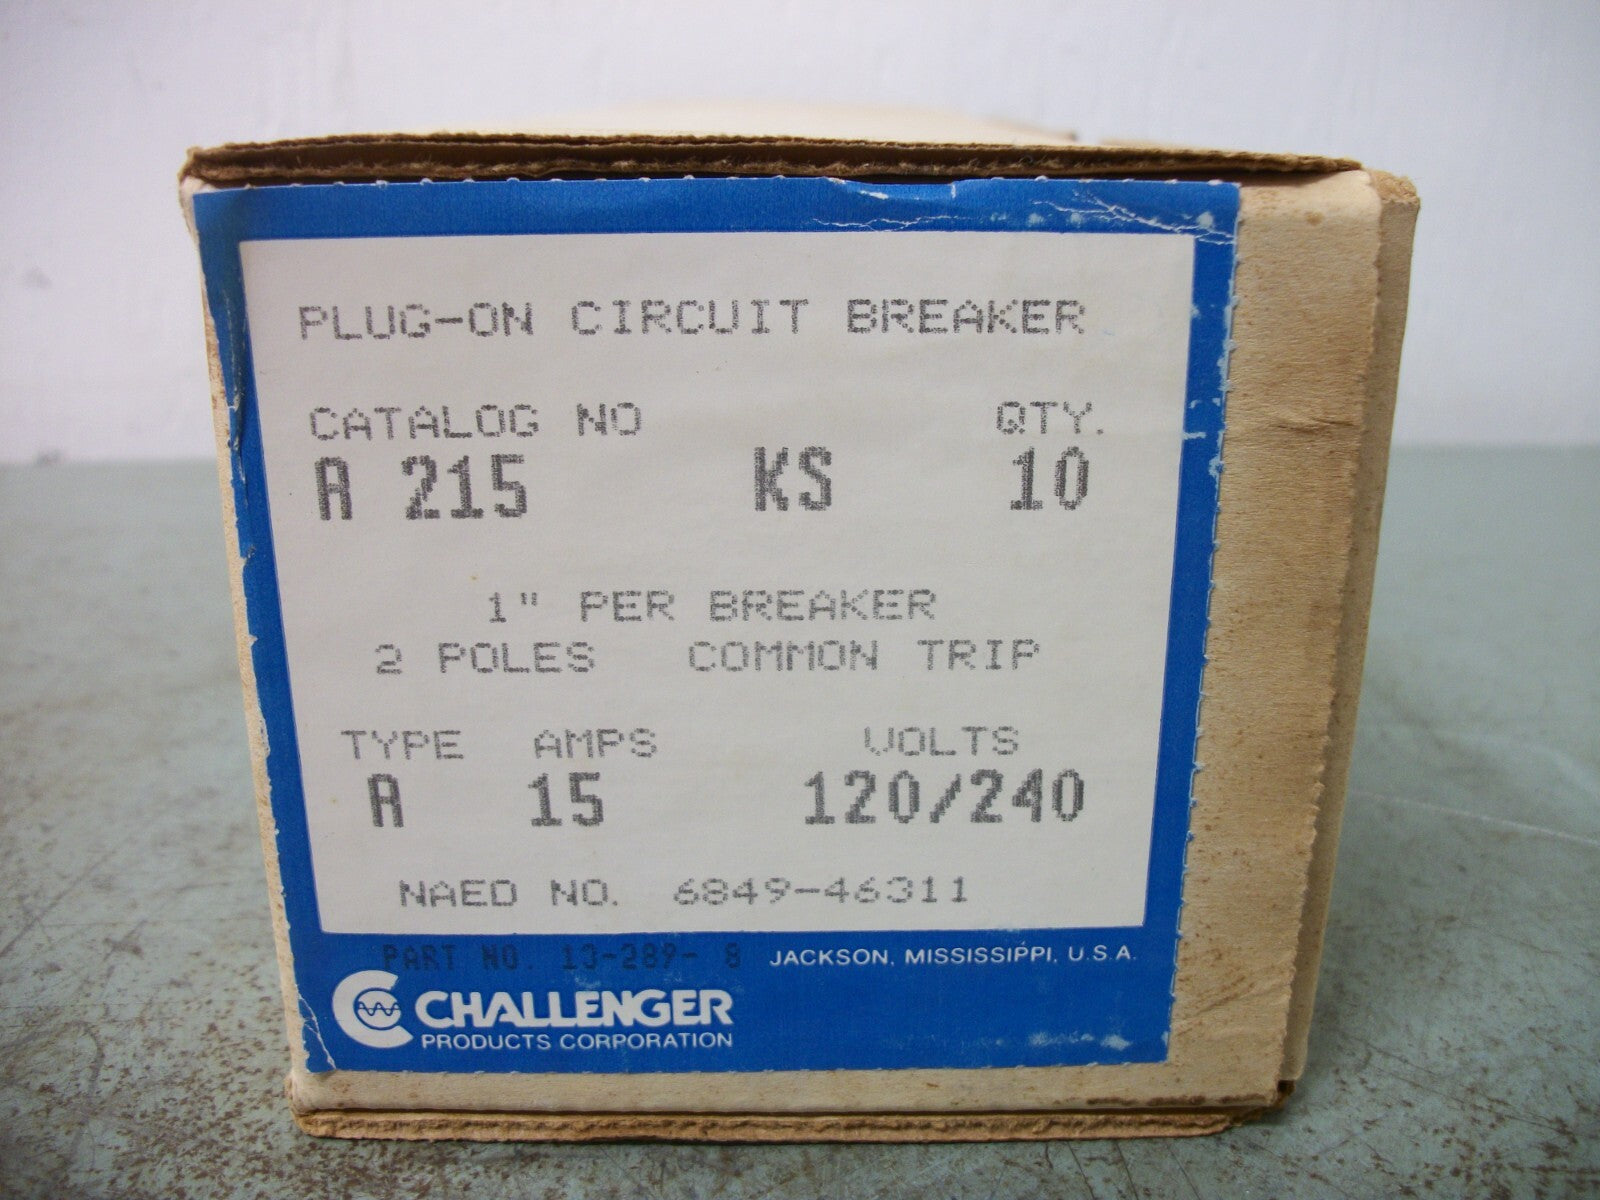 PLUG-ON CIRCUIT BREAKER
CATALOG NO QTY.
A 215 KS 10
1" PER BREAKER
2 POLES COMMON TRIP
TYPE AMPS VOLTS
A 15 120/240
NAED NO. 6849-46311
PART NO. 13-289- 8 JACKSON, MISSISSIPPI, U.S.A.
CHALLENGER
PRODUCTS CORPORATION